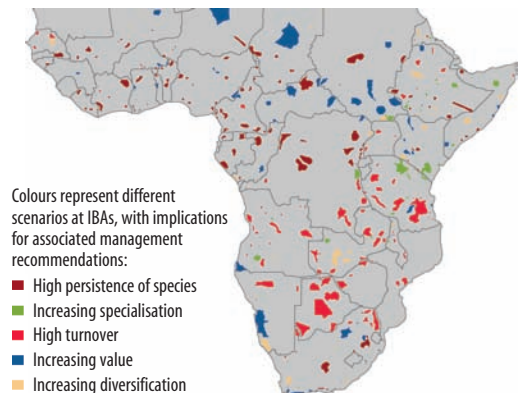 Colours represent different
scenarios at IBAs, with implications
for associated management
recommendations:
High persistence of species
Increasing specialisation
High turnover
Increasing value
Increasing diversification